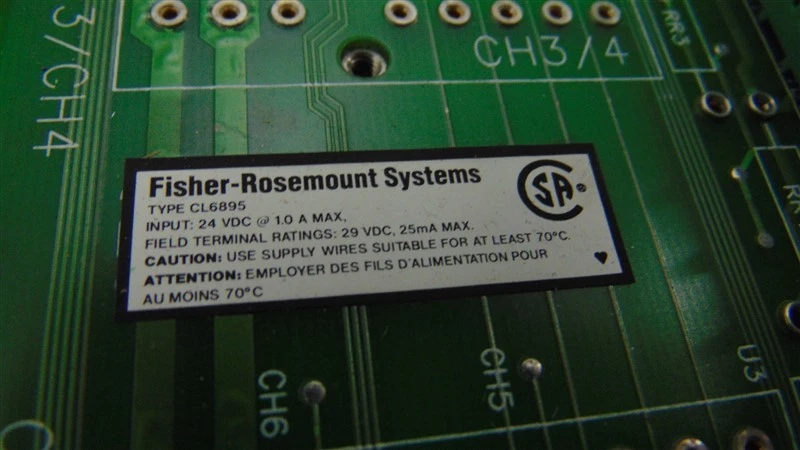 3/CH4
CH3/4
RR3
Fisher-Rosemount Systems
TYPE CL6895
INPUT: 24 VDC @ 1.0 A MAX,
FIELD TERMINAL RATINGS: 29 VDC, 25mA MAX.
CAUTION: USE SUPPLY WIRES SUITABLE FOR AT LEAST 70°C.
ATTENTION: EMPLOYER DES FILS D'ALIMENTATION POUR
AU MOINS 70°C
CSA®
CH6
CH5
U3